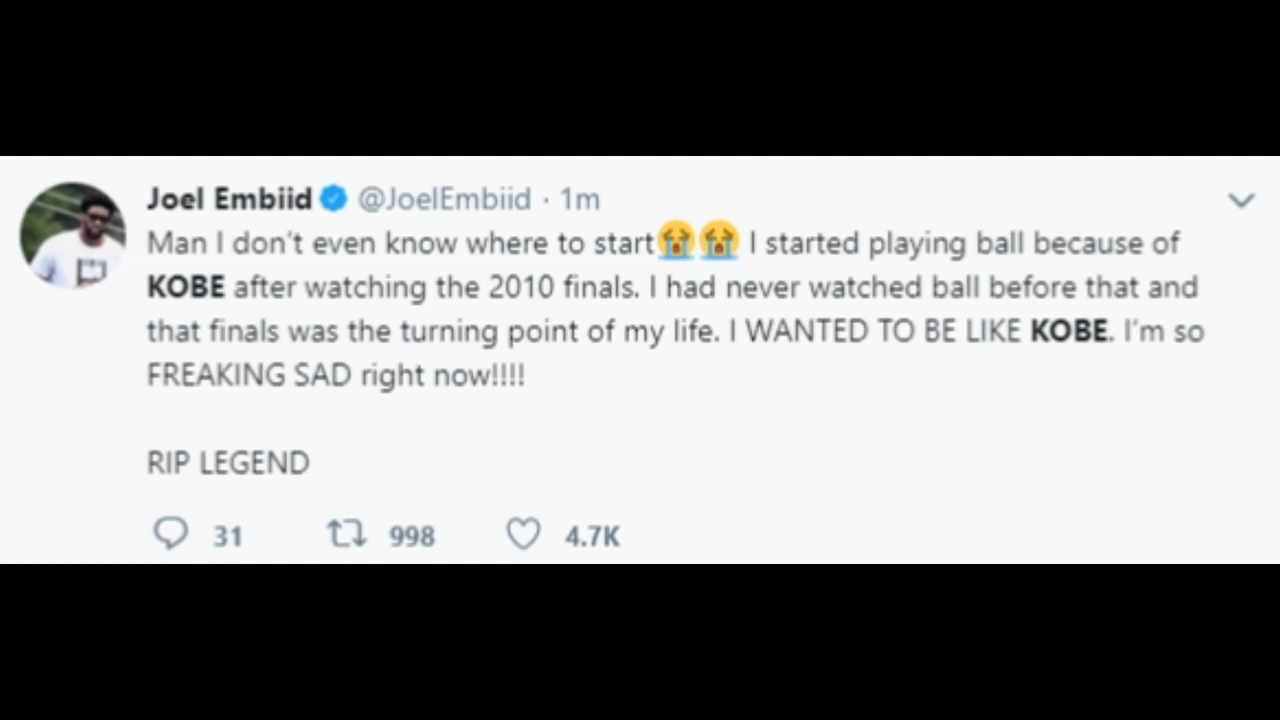 Joel Embiid @JoelEmbiid · 1m
Man I don't even know where to start😭😭 I started playing ball because of
KOBE after watching the 2010 finals. I had never watched ball before that and
that finals was the turning point of my life. I WANTED TO BE LIKE KOBE. I'm so
FREAKING SAD right now!!!!
RIP LEGEND
31 998 4.7K